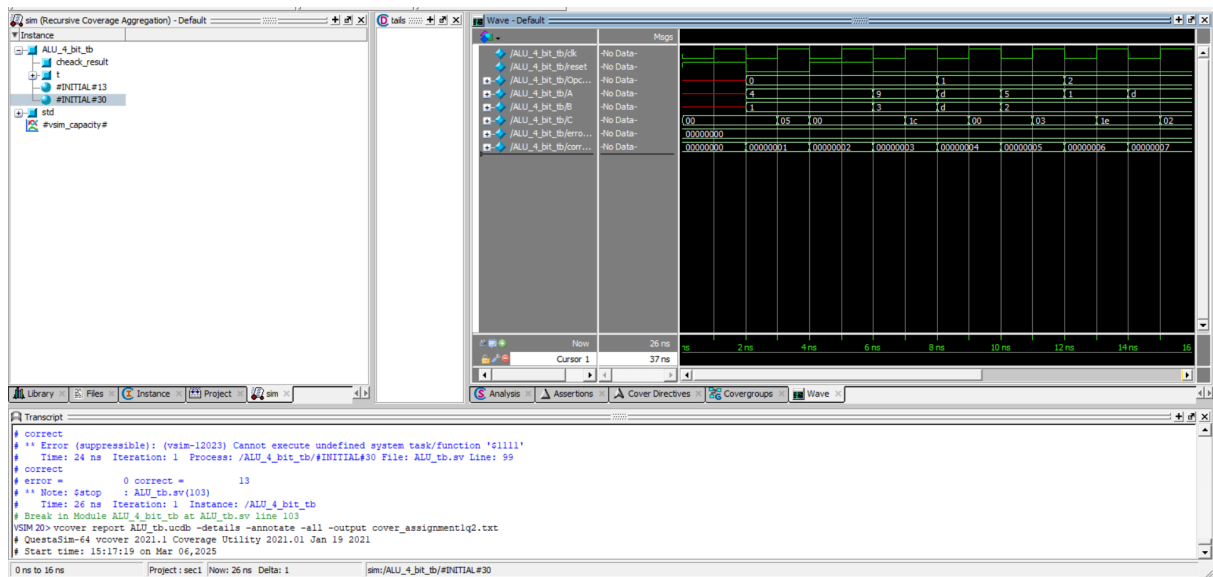 sim (Recursive Coverage Aggregation) - Default
Instance
ALU_4_bit_tb
cheack_result
t
#INITIAL#13
#INITIAL#30
std
#vsim_capacity#
tails
Wave - Default
Msgs
/ALU_4_bit_tb/clk -No Data-
/ALU_4_bit_tb/reset -No Data-
/ALU_4_bit_tb/Opc... -No Data- 0 1 2
/ALU_4_bit_tb/A -No Data- 4 9 d 5 1 d
/ALU_4_bit_tb/B -No Data- 1 3 d 2
/ALU_4_bit_tb/C -No Data- 00 05 00 1c 00 03 1e 02
/ALU_4_bit_tb/erro... -No Data- 00000000
/ALU_4_bit_tb/corr... -No Data- 00000000 00000001 00000002 00000003 00000004 00000005 00000006 00000007
Now 26 ns ns 2 ns 4 ns 6 ns 8 ns 10 ns 12 ns 14 ns 16
Cursor 1 37 ns
Library Files Instance Project sim
Analysis Assertions Cover Directives Covergroups Wave
Transcript
# correct
# ** Error (suppressible): (vsim-12023) Cannot execute undefined system task/function '$1111'
#    Time: 24 ns  Iteration: 1  Process: /ALU_4_bit_tb/#INITIAL#30 File: ALU_tb.sv Line: 99
# correct
# error =          0 correct =         13
# ** Note: $stop    : ALU_tb.sv(103)
#    Time: 26 ns  Iteration: 1  Instance: /ALU_4_bit_tb
# Break in Module ALU_4_bit_tb at ALU_tb.sv line 103
VSIM 20> vcover report ALU_tb.ucdb -details -annotate -all -output cover_assignment1q2.txt
# QuestaSim-64 vcover 2021.1 Coverage Utility 2021.01 Jan 19 2021
# Start time: 15:17:19 on Mar 06,2025
0 ns to 16 ns Project : sec1 Now: 26 ns Delta: 1 sim:/ALU_4_bit_tb/#INITIAL#30